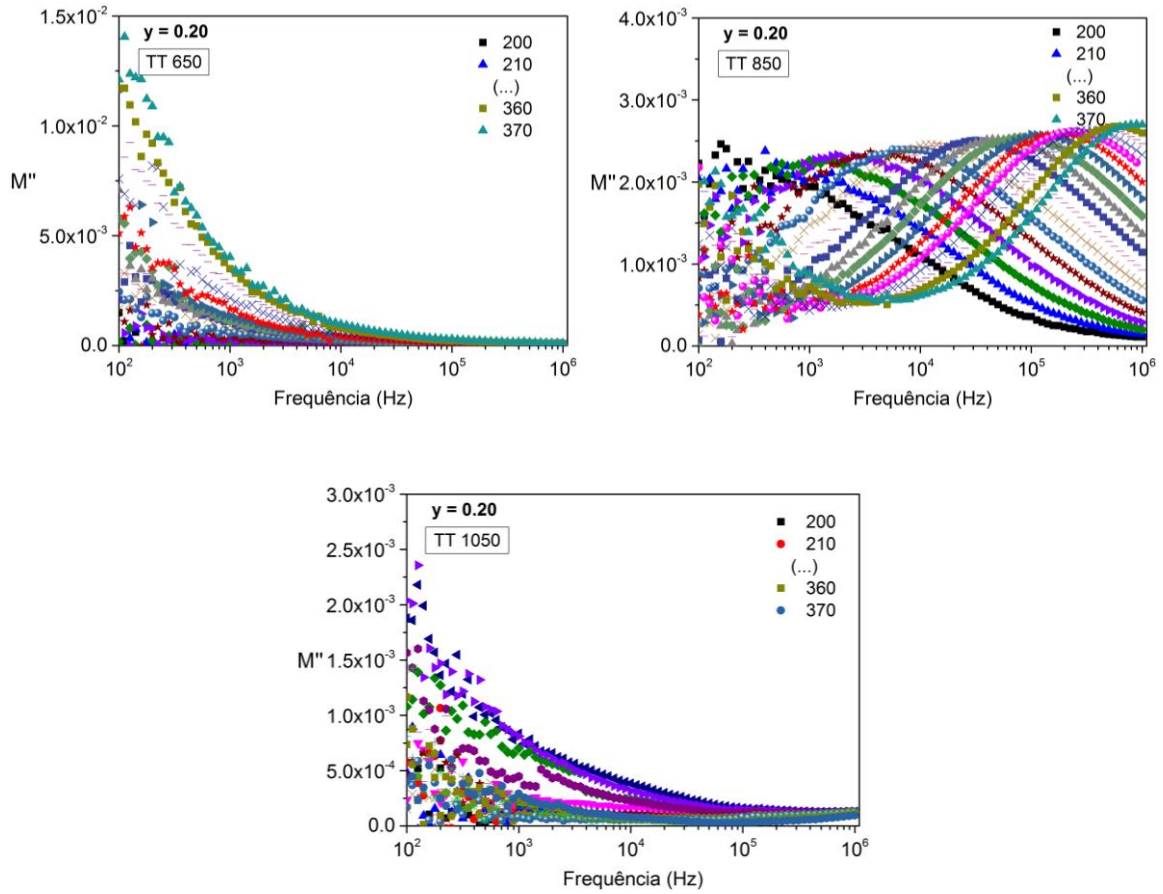 y = 0.20
TT 650
200
210
(...)
360
370
1.5x10⁻²
1.0x10⁻²
5.0x10⁻³
0.0
M''
10² 10³ 10⁴ 10⁵ 10⁶
Frequência (Hz)
y = 0.20
TT 850
200
210
(...)
360
370
4.0x10⁻³
3.0x10⁻³
2.0x10⁻³
1.0x10⁻³
0.0
M''
10² 10³ 10⁴ 10⁵ 10⁶
Frequência (Hz)
y = 0.20
TT 1050
200
210
(...)
360
370
3.0x10⁻³
2.5x10⁻³
2.0x10⁻³
1.5x10⁻³
1.0x10⁻³
5.0x10⁻⁴
0.0
M''
10² 10³ 10⁴ 10⁵ 10⁶
Frequência (Hz)